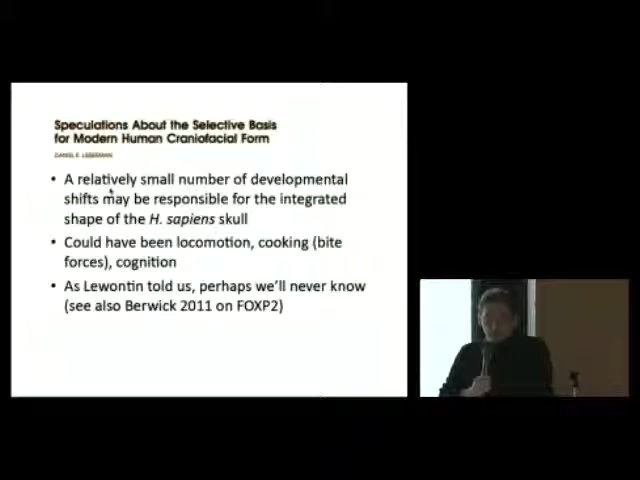 Speculations About the Selective Basis
for Modern Human Craniofacial Form
DANIEL E. LIEBERMAN
• A relatively small number of developmental
shifts may be responsible for the integrated
shape of the H. sapiens skull
• Could have been locomotion, cooking (bite
forces), cognition
• As Lewontin told us, perhaps we'll never know
(see also Berwick 2011 on FOXP2)